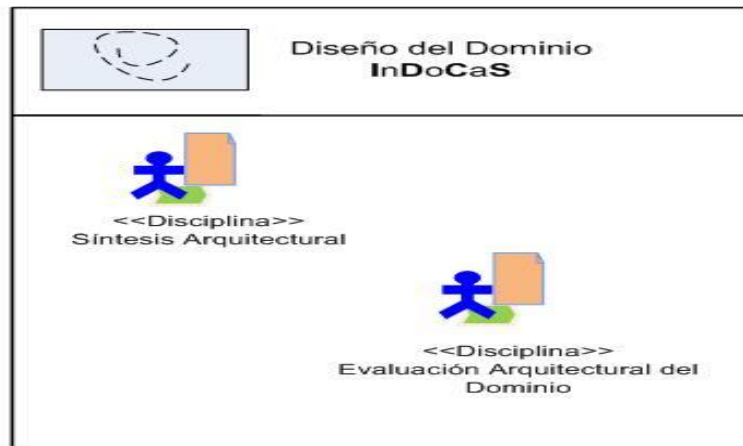 Diseño del Dominio
InDoCaS
<<Disciplina>>
Síntesis Arquitectural
<<Disciplina>>
Evaluación Arquitectural del
Dominio